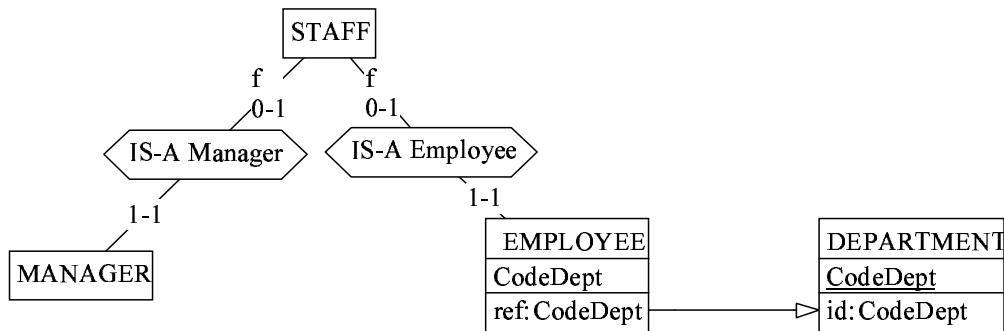 STAFF
f
f
0-1
0-1
IS-A Manager
IS-A Employee
1-1
1-1
MANAGER
EMPLOYEE
CodeDept
ref: CodeDept
DEPARTMENT
CodeDept
id: CodeDept